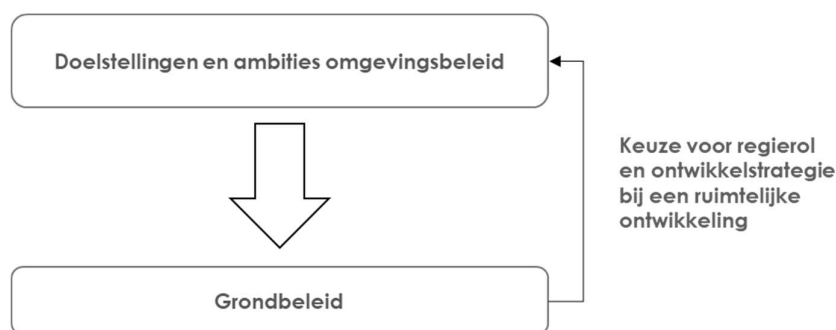 Doelstellingen en ambities omgevingsbeleid
Keuze voor regierol
en ontwikkelstrategie
bij een ruimtelijke
ontwikkeling
Grondbeleid